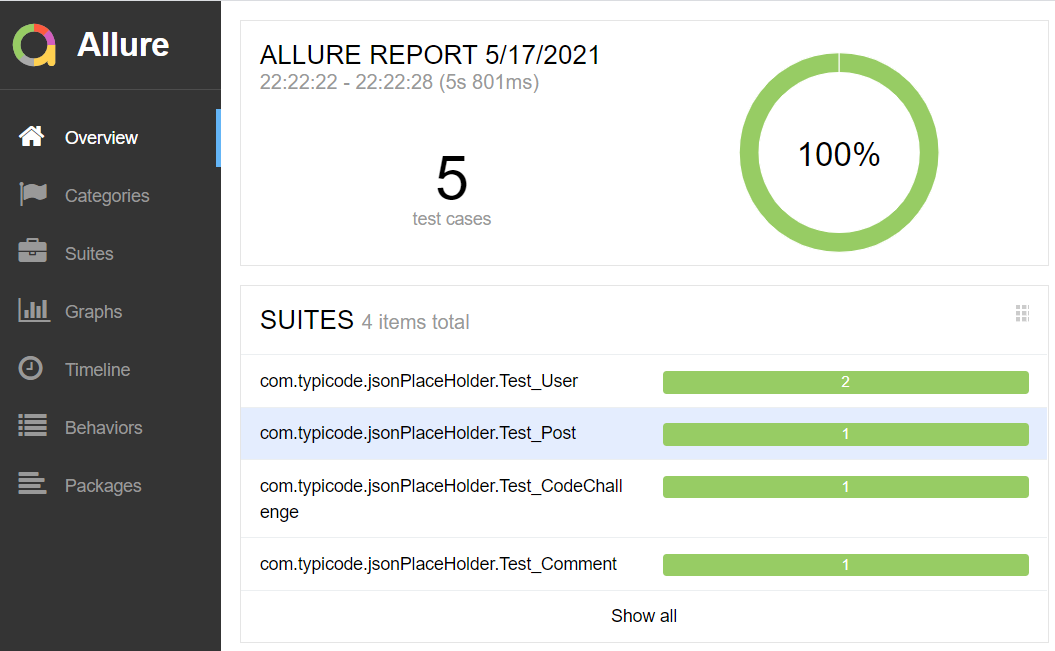 Allure
Overview
Categories
Suites
Graphs
Timeline
Behaviors
Packages
ALLURE REPORT 5/17/2021
22:22:22 - 22:22:28 (5s 801ms)
5
test cases
100%
SUITES 4 items total
com.typicode.jsonPlaceHolder.Test_User 2
com.typicode.jsonPlaceHolder.Test_Post 1
com.typicode.jsonPlaceHolder.Test_CodeChall 1
enge
com.typicode.jsonPlaceHolder.Test_Comment 1
Show all